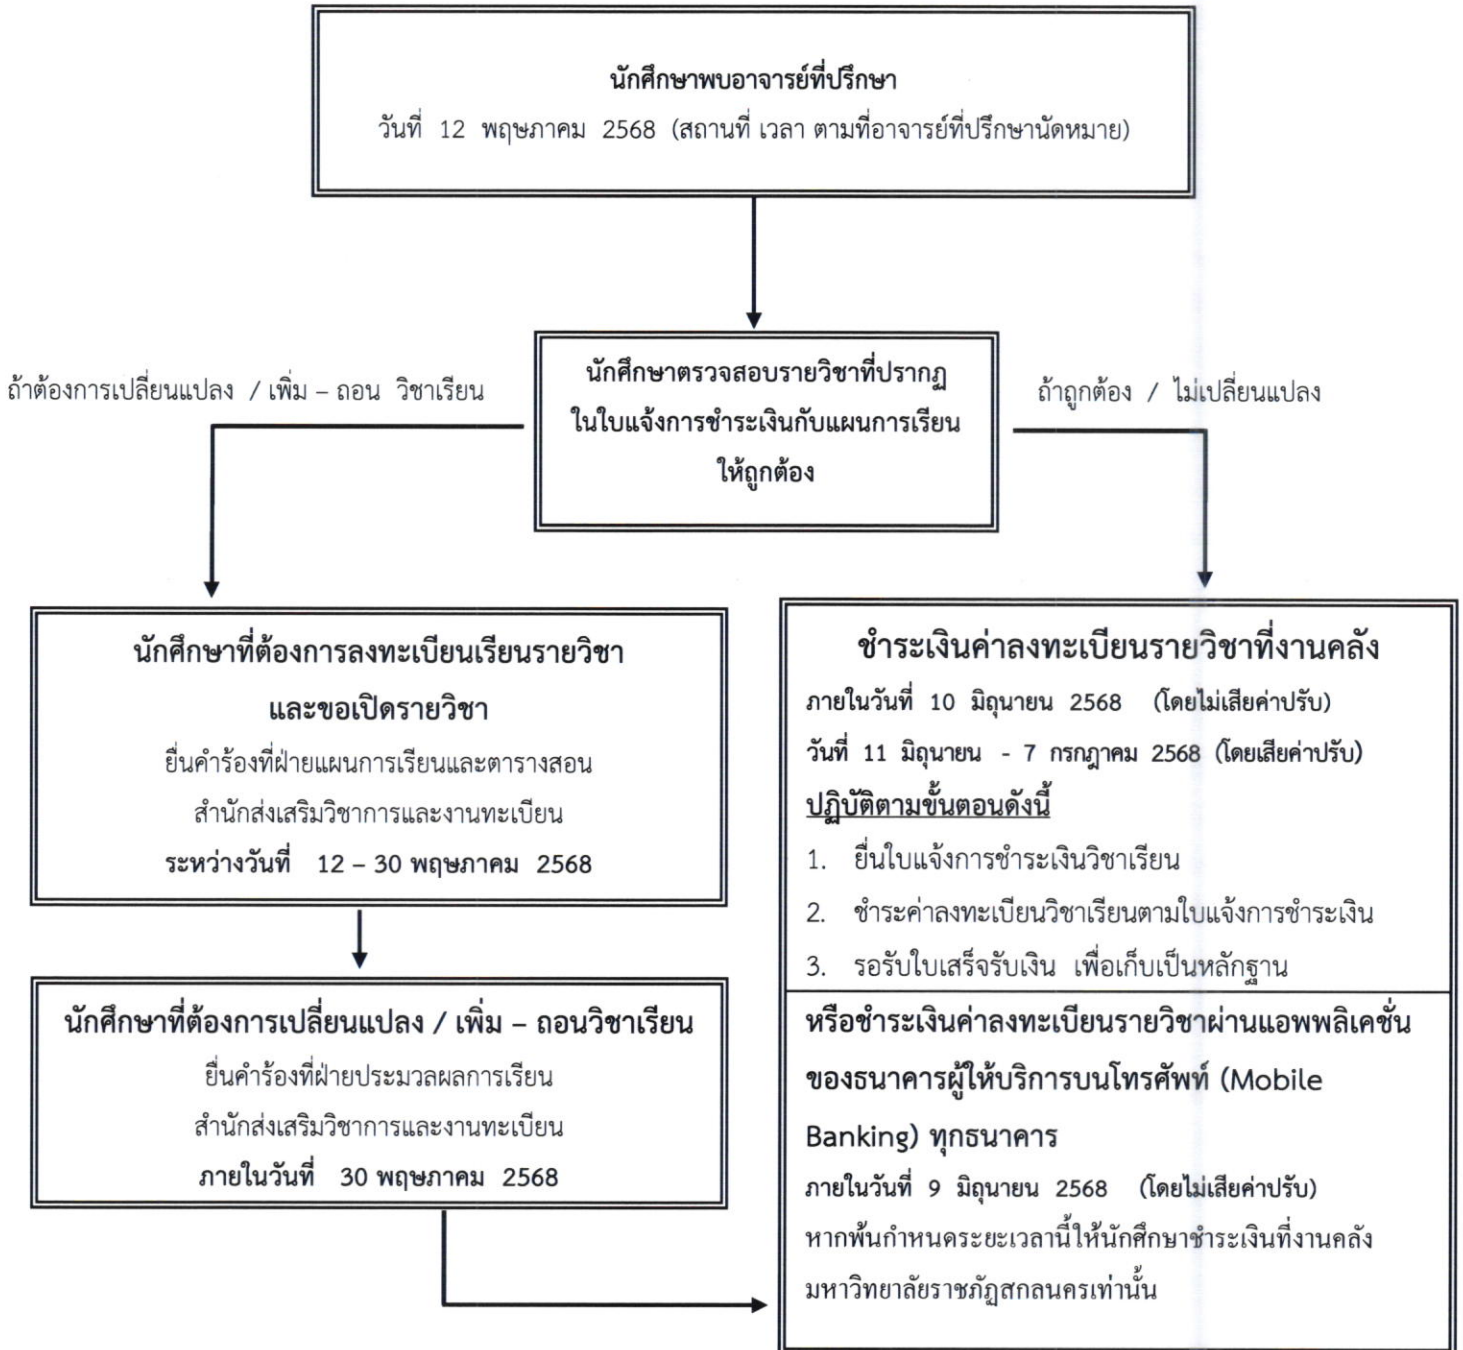 นักศึกษาพบอาจารย์ที่ปรึกษา
วันที่ 12 พฤษภาคม 2568 (สถานที่ เวลา ตามที่อาจารย์ที่ปรึกษานัดหมาย)
นักศึกษาตรวจสอบรายวิชาที่ปรากฏ
ในใบแจ้งการชำระเงินกับแผนการเรียน
ให้ถูกต้อง
ถ้าต้องการเปลี่ยนแปลง / เพิ่ม – ถอน วิชาเรียน
ถ้าถูกต้อง / ไม่เปลี่ยนแปลง
นักศึกษาที่ต้องการลงทะเบียนเรียนรายวิชา
และขอเปิดรายวิชา
ยื่นคำร้องที่ฝ่ายแผนการเรียนและตารางสอน
สำนักส่งเสริมวิชาการและงานทะเบียน
ระหว่างวันที่ 12 – 30 พฤษภาคม 2568
นักศึกษาที่ต้องการเปลี่ยนแปลง / เพิ่ม – ถอนวิชาเรียน
ยื่นคำร้องที่ฝ่ายประมวลผลการเรียน
สำนักส่งเสริมวิชาการและงานทะเบียน
ภายในวันที่ 30 พฤษภาคม 2568
ชำระเงินค่าลงทะเบียนรายวิชาที่งานคลัง
ภายในวันที่ 10 มิถุนายน 2568 (โดยไม่เสียค่าปรับ)
วันที่ 11 มิถุนายน - 7 กรกฎาคม 2568 (โดยเสียค่าปรับ)
ปฏิบัติตามขั้นตอนดังนี้
1. ยื่นใบแจ้งการชำระเงินวิชาเรียน
2. ชำระค่าลงทะเบียนวิชาเรียนตามใบแจ้งการชำระเงิน
3. รอรับใบเสร็จรับเงิน เพื่อเก็บเป็นหลักฐาน
หรือชำระเงินค่าลงทะเบียนรายวิชาผ่านแอพพลิเคชั่น
ของธนาคารผู้ให้บริการบนโทรศัพท์ (Mobile
Banking) ทุกธนาคาร
ภายในวันที่ 9 มิถุนายน 2568 (โดยไม่เสียค่าปรับ)
หากพ้นกำหนดระยะเวลานี้ให้นักศึกษาชำระเงินที่งานคลัง
มหาวิทยาลัยราชภัฏสกลนครเท่านั้น